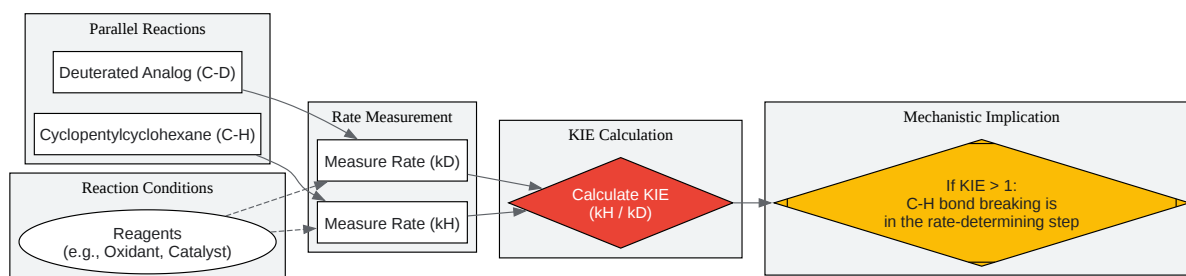 Parallel Reactions
Deuterated Analog (C-D)
Cyclopentylcyclohexane (C-H)
Reaction Conditions
Reagents
(e.g., Oxidant, Catalyst)
Rate Measurement
Measure Rate (kD)
Measure Rate (kH)
KIE Calculation
Calculate KIE
(kH / kD)
Mechanistic Implication
If KIE > 1:
C-H bond breaking is
in the rate-determining step